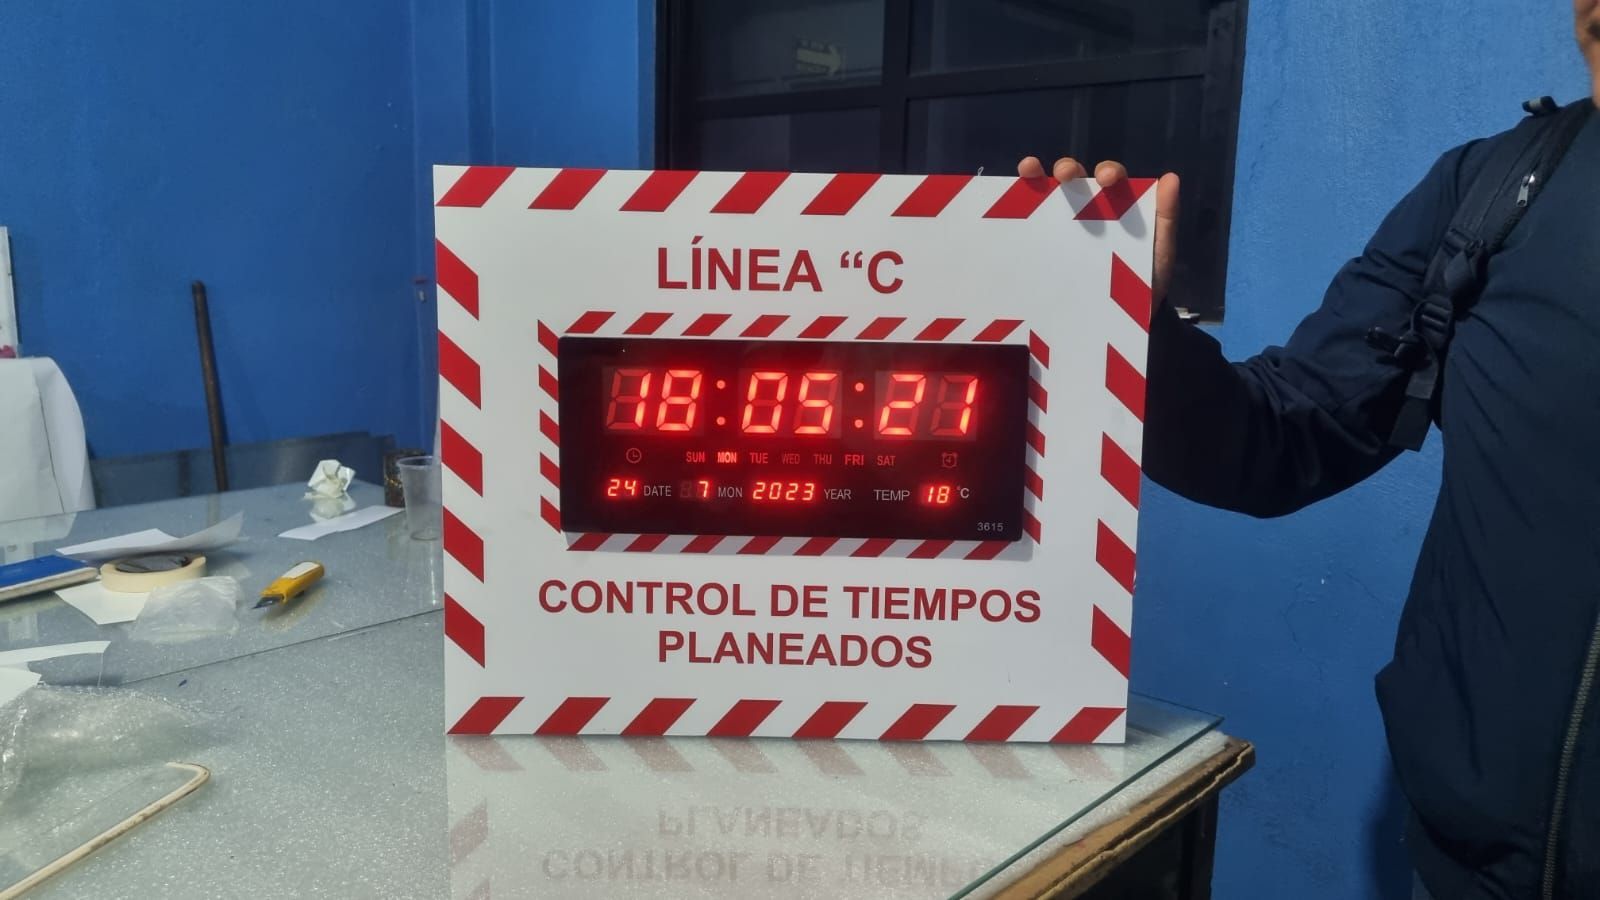 LÍNEA “C
18:05:21
SUN MON TUE WED THU FRI SAT
24 DATE 7 MON 2023 YEAR TEMP 18 °C
3615
CONTROL DE TIEMPOS
PLANEADOS